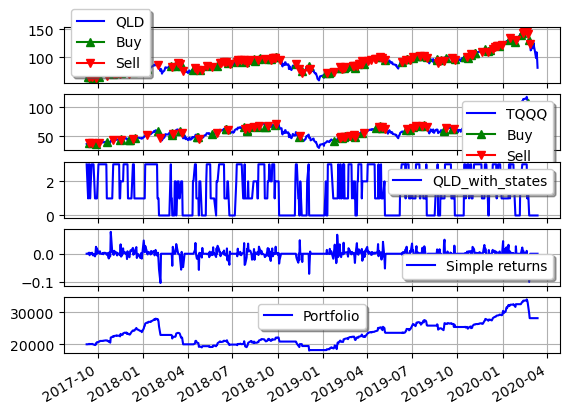 QLD
Buy
Sell
150
100
TQQQ
Buy
Sell
100
50
QLD_with_states
2
0
Simple returns
0.0
−0.1
Portfolio
30000
20000
2017-10 2018-01 2018-04 2018-07 2018-10 2019-01 2019-04 2019-07 2019-10 2020-01 2020-04